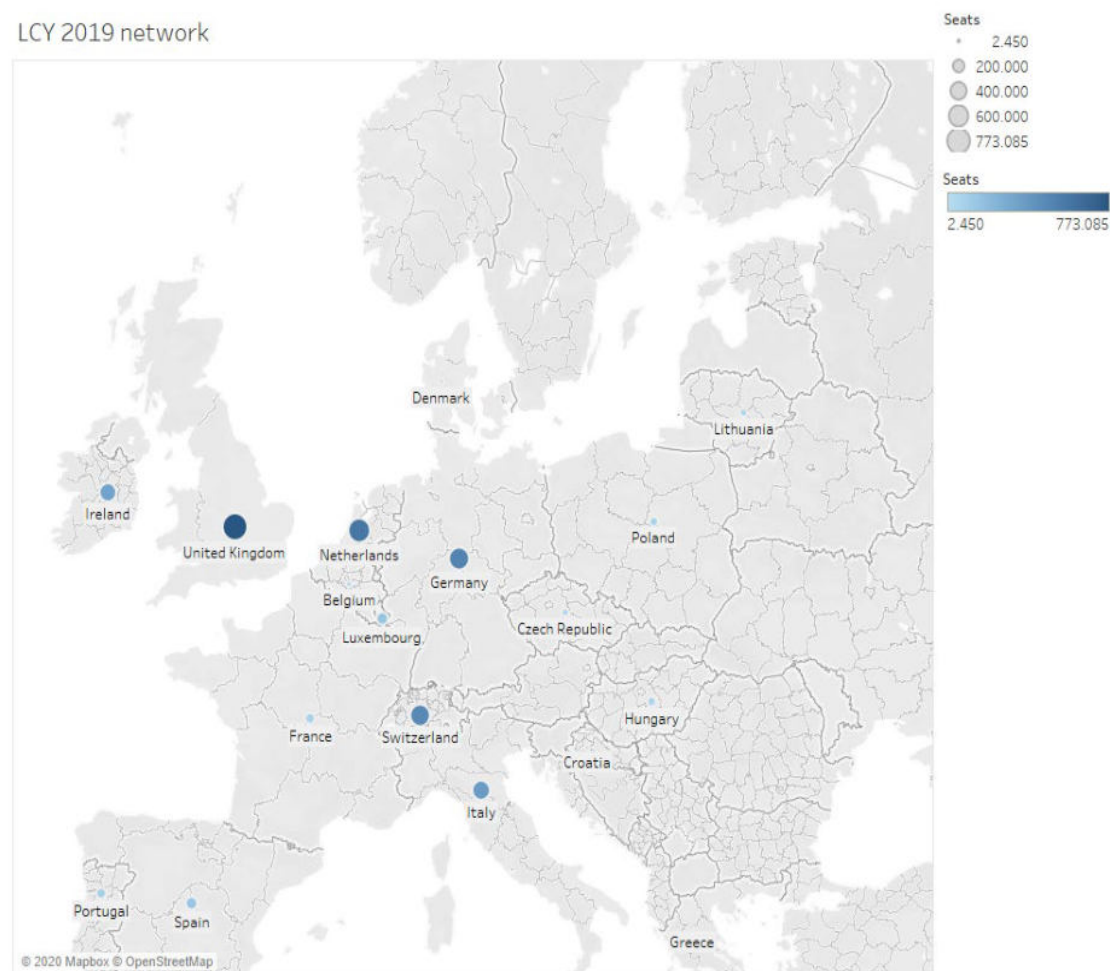 LCY 2019 network
Seats
2.450
200.000
400.000
600.000
773.085
Seats
2.450 773.085
Denmark
Lithuania
Ireland
United Kingdom
Netherlands
Poland
Germany
Belgium
Luxembourg
Czech Republic
France
Switzerland
Hungary
Croatia
Italy
Portugal
Spain
Greece
© 2020 Mapbox © OpenStreetMap